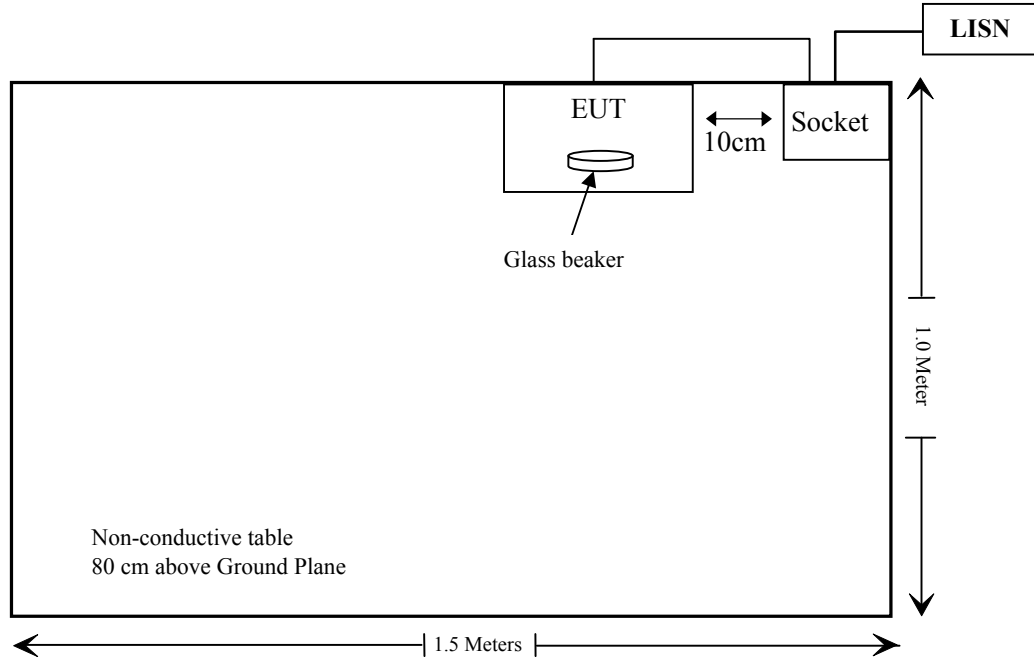 LISN
EUT
Socket
10cm
Glass beaker
1.0 Meter
Non-conductive table
80 cm above Ground Plane
1.5 Meters